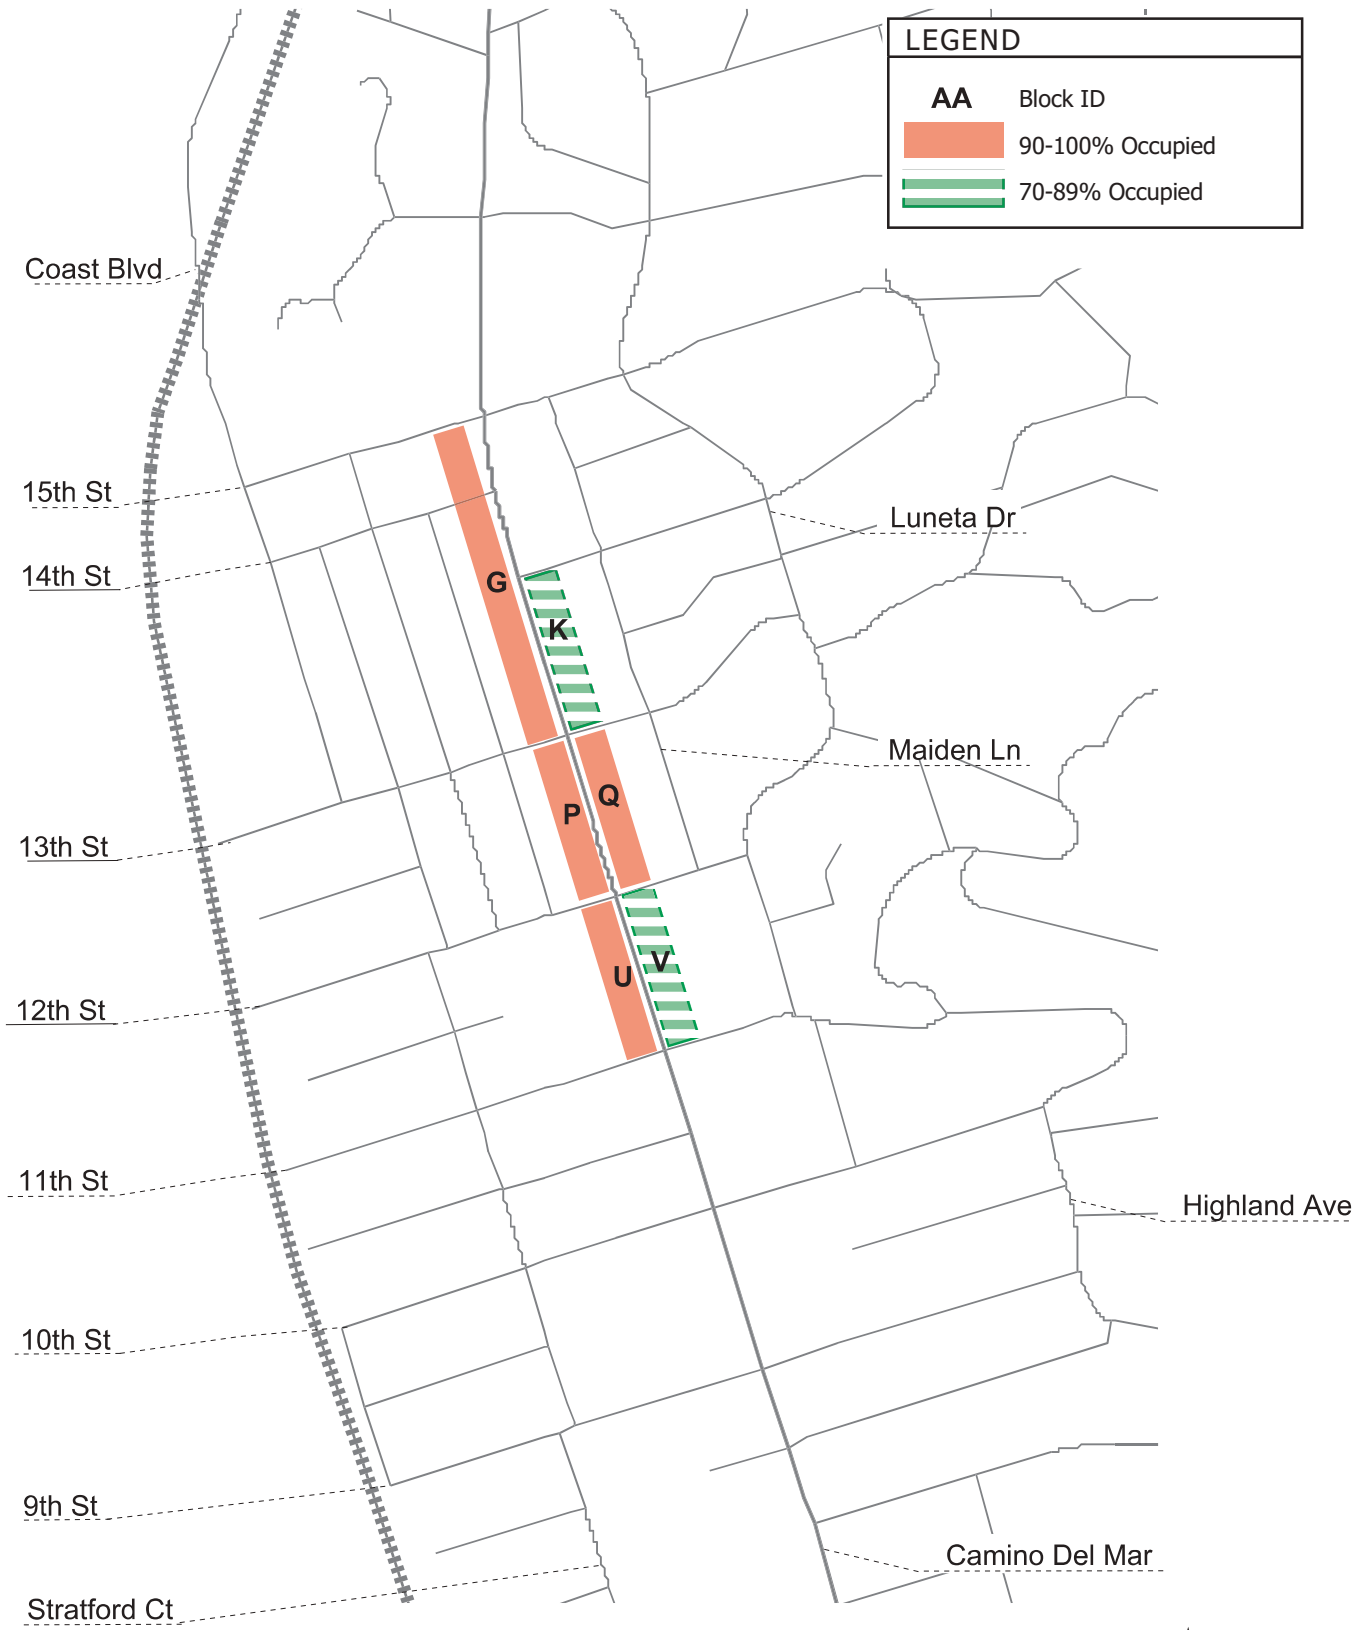 LEGEND
AA Block ID
90-100% Occupied
70-89% Occupied
Coast Blvd
15th St
Luneta Dr
14th St
G
K
Maiden Ln
Q
P
13th St
V
U
12th St
11th St
Highland Ave
10th St
9th St
Camino Del Mar
Stratford Ct